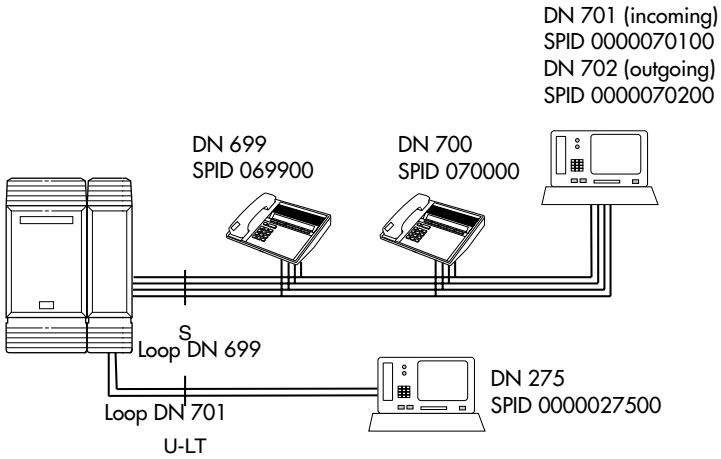 DN 701 (incoming)
SPID 0000070100
DN 702 (outgoing)
SPID 0000070200
DN 699
SPID 069900
DN 700
SPID 070000
S
Loop DN 699
Loop DN 701
U-LT
DN 275
SPID 0000027500